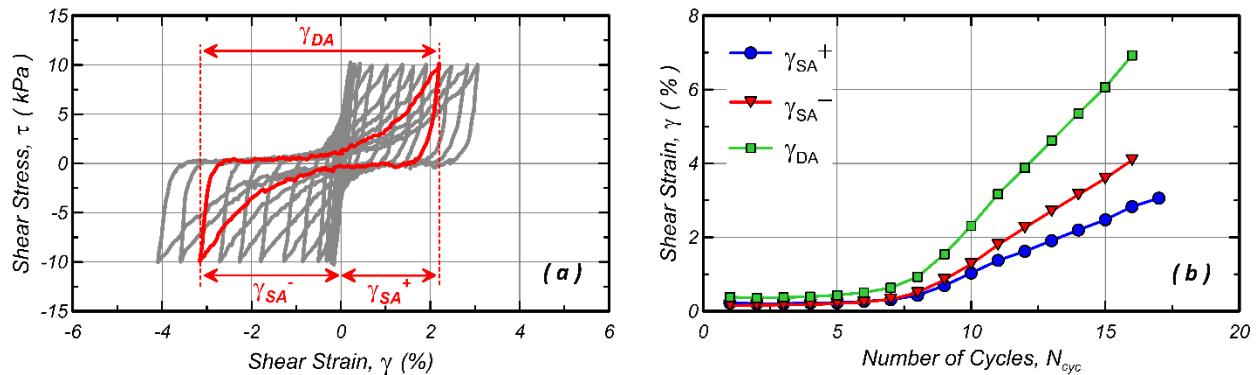 Shear Stress, τ ( kPa)
15
10
5
0
-5
-10
-15
-6
-4
-2
0
2
4
6
Shear Strain, γ (%)
γDA
γSA-
γSA+
( a )
Shear Strain, γ ( % )
8
6
4
2
0
0
5
10
15
20
Number of Cycles, Ncyc
γSA+
γSA−
γDA
( b )